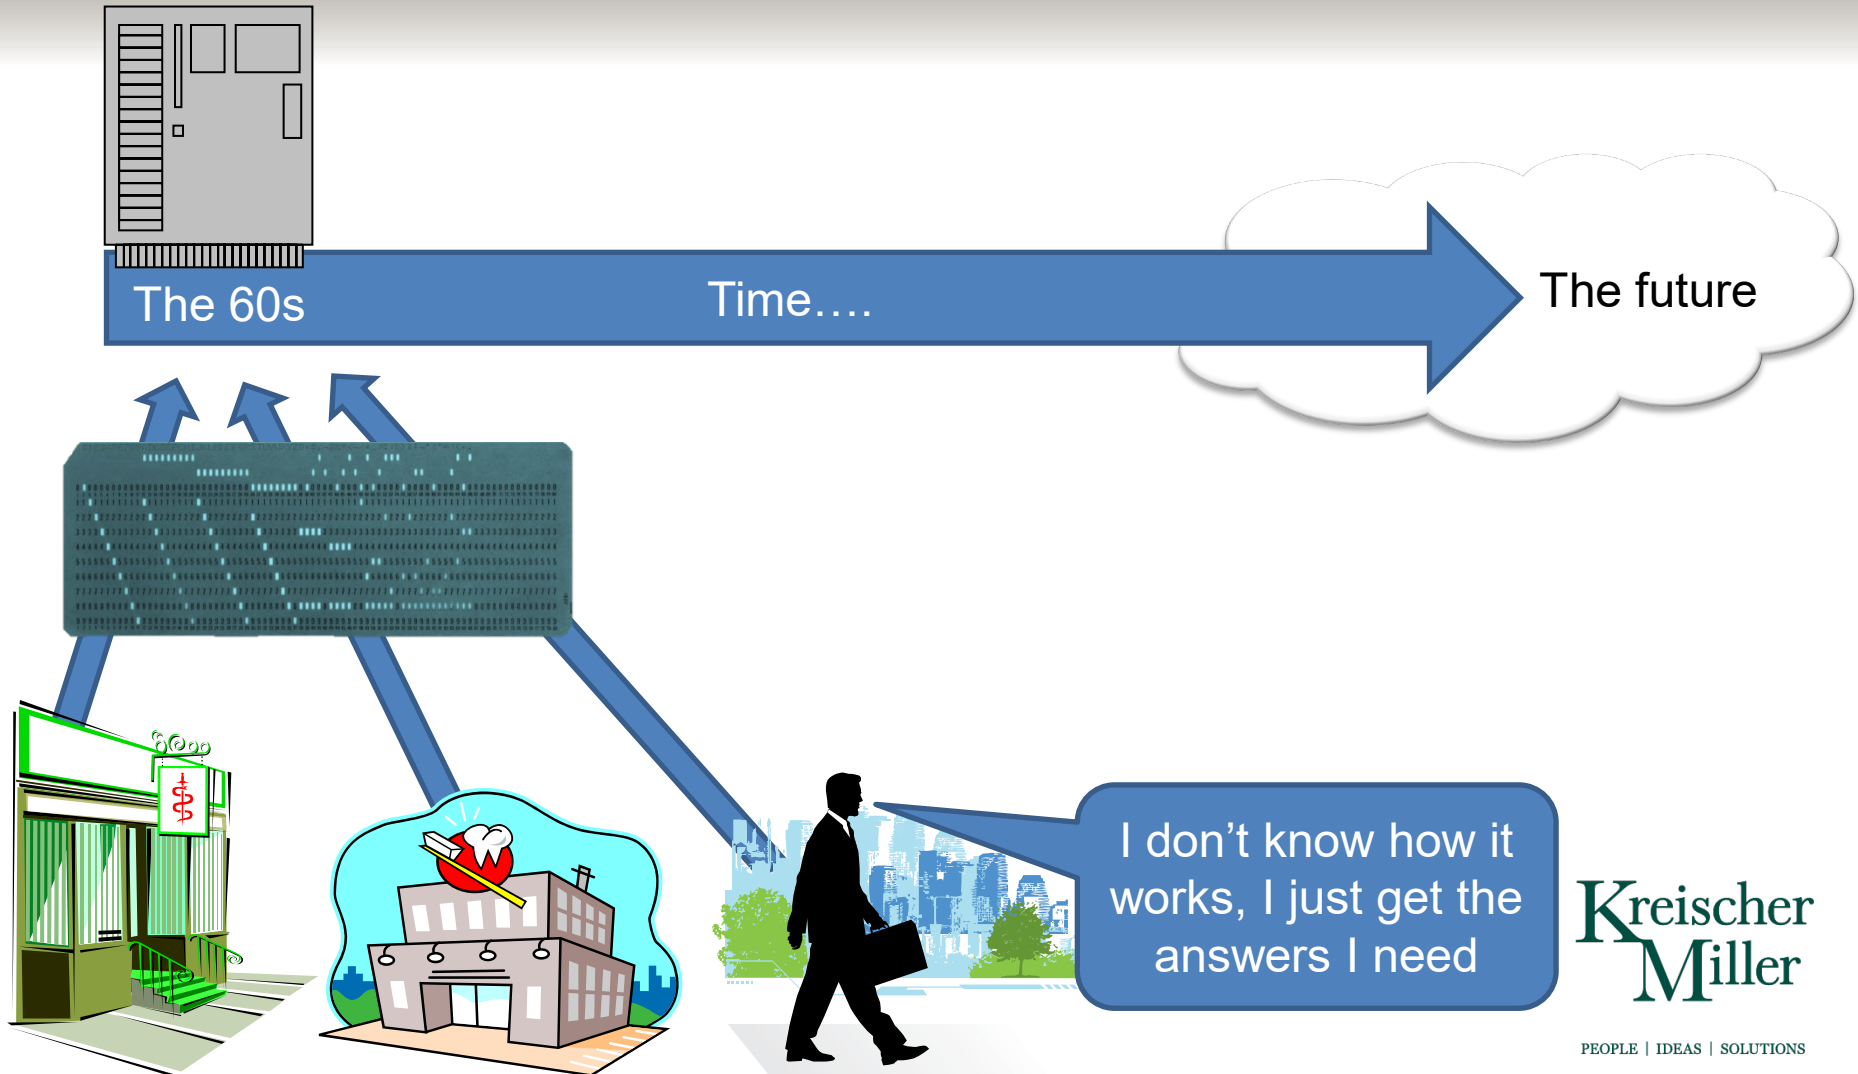 The 60s
Time….
The future
I don’t know how it
works, I just get the
answers I need
Kreischer
Miller
PEOPLE | IDEAS | SOLUTIONS